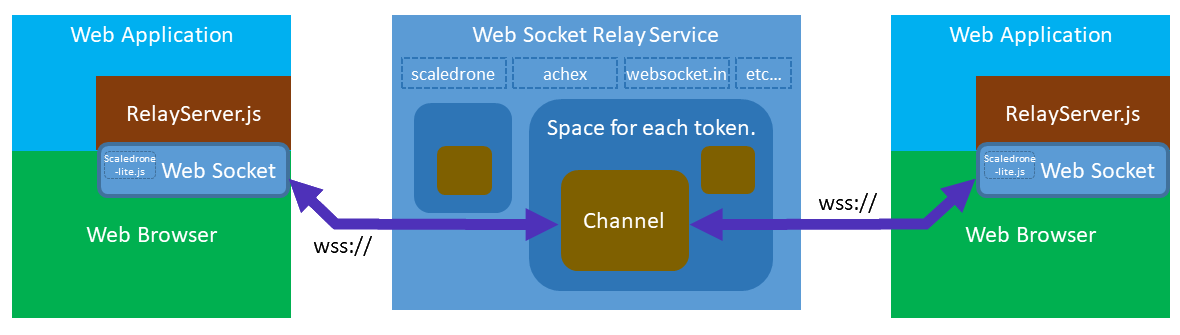 Web Application
RelayServer.js
Scaledrone
-lite.js
Web Socket
Web Browser
wss://
Web Socket Relay Service
scaledrone
achex
websocket.in
etc...
Space for each token.
Channel
wss://
Web Application
RelayServer.js
Scaledrone
-lite.js
Web Socket
Web Browser